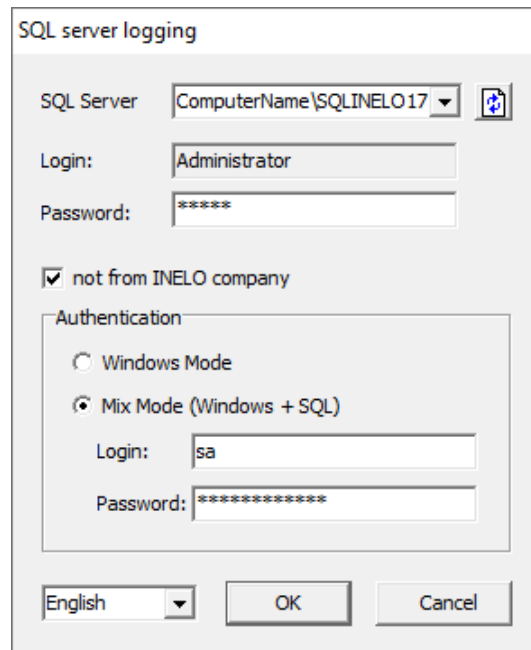 SQL server logging
SQL Server ComputerName\SQLINELO17
Login: Administrator
Password: *****
not from INELO company
Authentication
Windows Mode
Mix Mode (Windows + SQL)
Login: sa
Password: ************
English OK Cancel